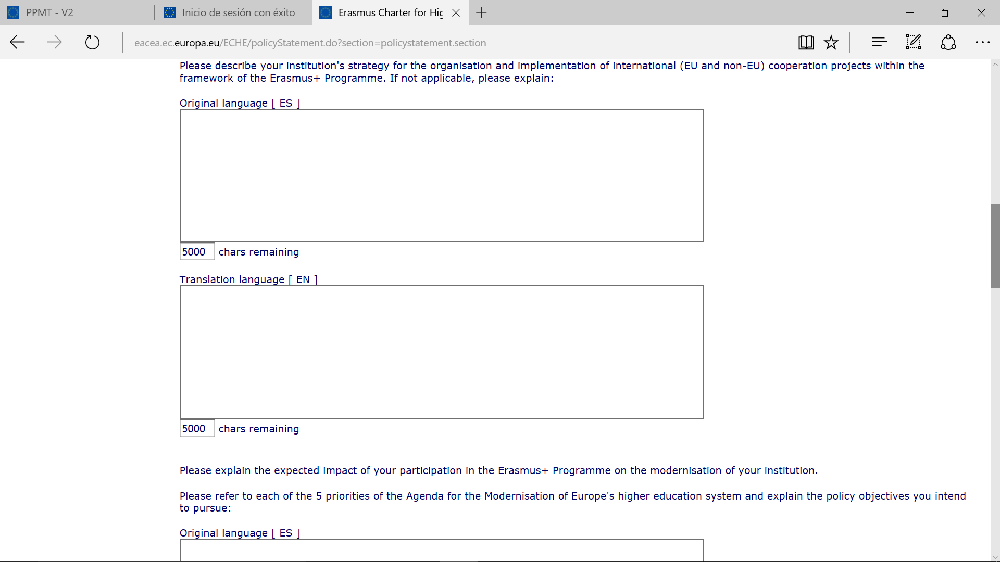 PPMT - V2
Inicio de sesión con éxito
Erasmus Charter for Hig
eacea.ec.europa.eu/ECHE/policyStatement.do?section=policystatement.section
Please describe your institution's strategy for the organisation and implementation of international (EU and non-EU) cooperation projects within the
framework of the Erasmus+ Programme. If not applicable, please explain:
Original language [ ES ]
5000 chars remaining
Translation language [ EN ]
5000 chars remaining
Please explain the expected impact of your participation in the Erasmus+ Programme on the modernisation of your institution.
Please refer to each of the 5 priorities of the Agenda for the Modernisation of Europe's higher education system and explain the policy objectives you intend
to pursue:
Original language [ ES ]